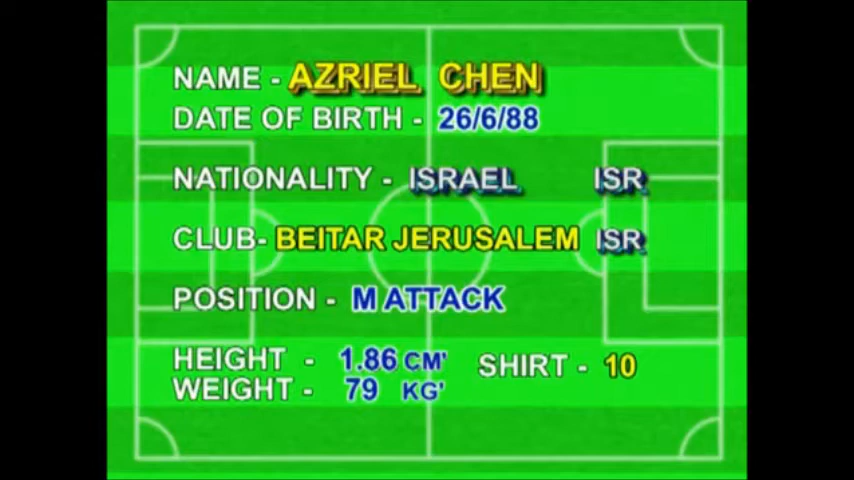 NAME - AZRIEL CHEN
DATE OF BIRTH - 26/6/88
NATIONALITY - ISRAEL ISR
CLUB- BEITAR JERUSALEM ISR
POSITION - M ATTACK
HEIGHT - 1.86 CM' SHIRT - 10
WEIGHT - 79 KG'